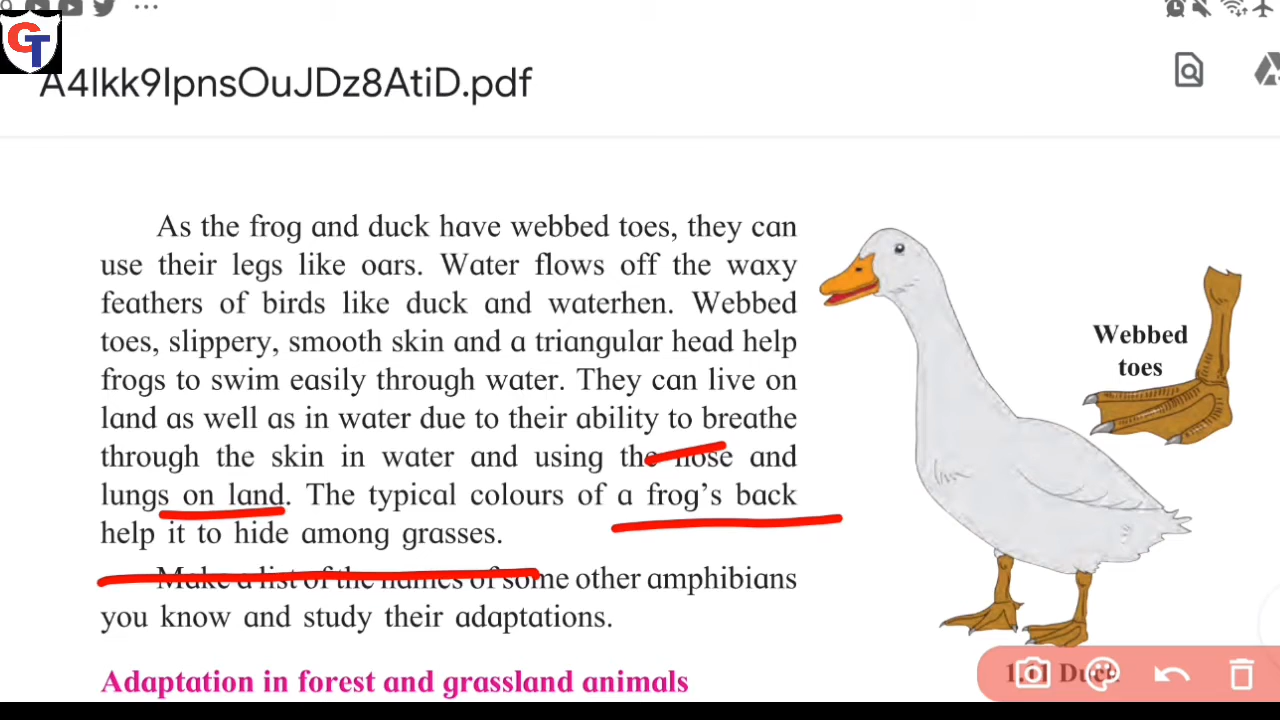 GT
A4lkk9IpnsOuJDz8AtiD.pdf
As the frog and duck have webbed toes, they can
use their legs like oars. Water flows off the waxy
feathers of birds like duck and waterhen. Webbed
toes, slippery, smooth skin and a triangular head help
frogs to swim easily through water. They can live on
land as well as in water due to their ability to breathe
through the skin in water and using the nose and
lungs on land. The typical colours of a frog's back
help it to hide among grasses.
Make a list of the names of some other amphibians
you know and study their adaptations.
Adaptation in forest and grassland animals
Webbed
toes
1.11 Duck